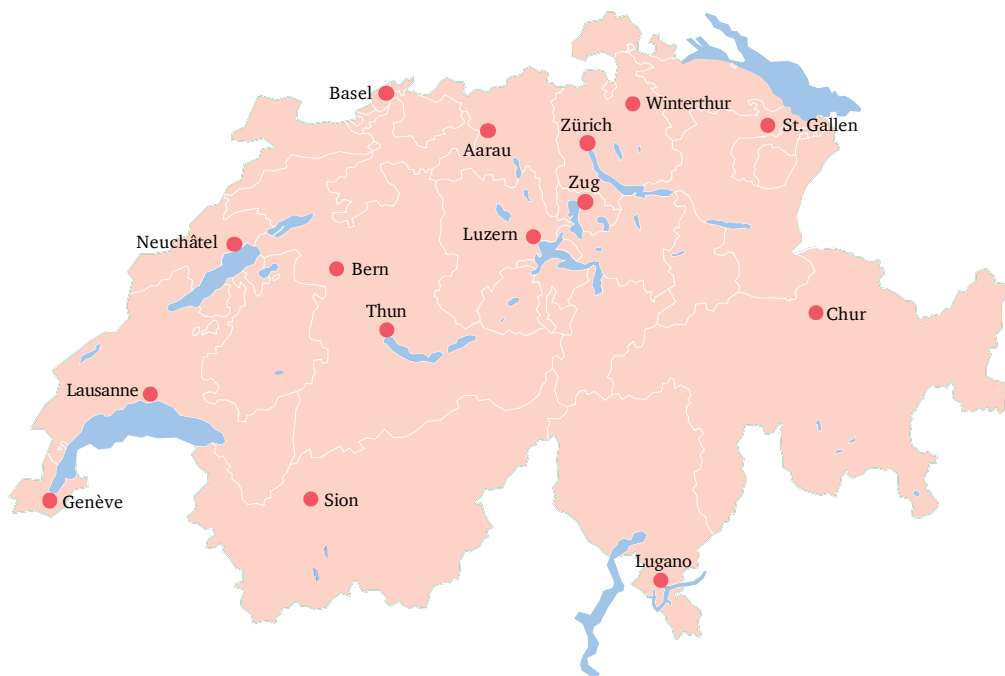 Basel
Winterthur
Zürich
St. Gallen
Aarau
Zug
Neuchâtel
Luzern
Bern
Thun
Chur
Lausanne
Genève
Sion
Lugano